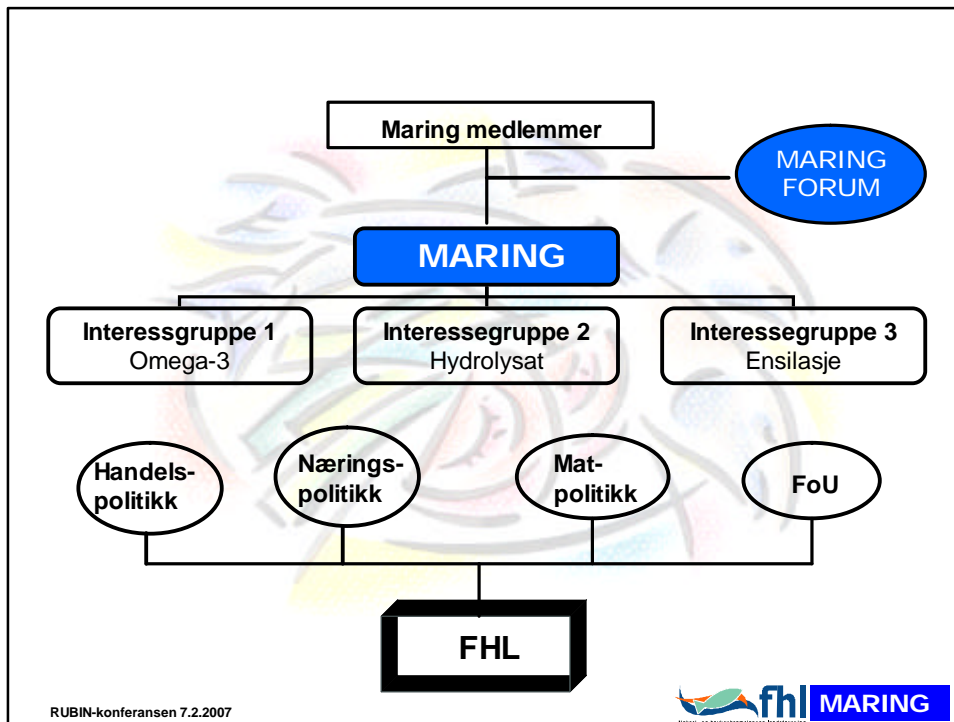 Maring medlemmer
MARING
FORUM
MARING
Interessgruppe 1
Omega-3
Interessegruppe 2
Hydrolysat
Interessegruppe 3
Ensilasje
Handels-
politikk
Nærings-
politikk
Mat-
politikk
FoU
FHL
RUBIN-konferansen 7.2.2007
fhl
MARING